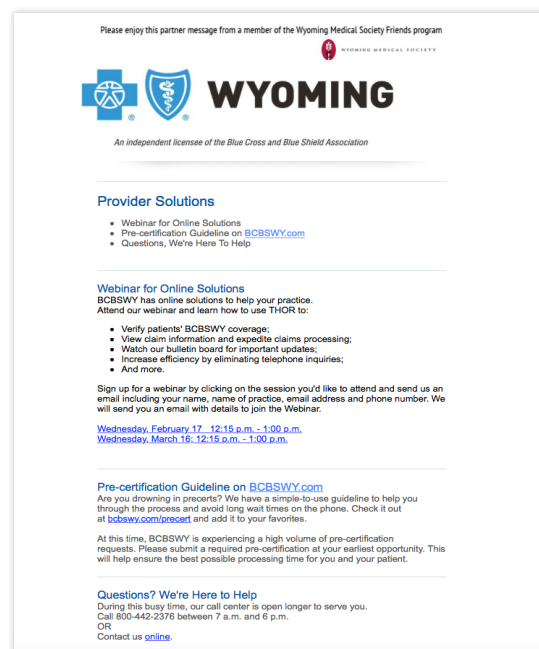 Please enjoy this partner message from a member of the Wyoming Medical Society Friends program
WYOMING MEDICAL SOCIETY
® ® WYOMING
An independent licensee of the Blue Cross and Blue Shield Association
Provider Solutions
• Webinar for Online Solutions
• Pre-certification Guideline on BCBSWY.com
• Questions, We're Here To Help
Webinar for Online Solutions
BCBSWY has online solutions to help your practice.
Attend our webinar and learn how to use THOR to:
• Verify patients' BCBSWY coverage;
• View claim information and expedite claims processing;
• Watch our bulletin board for important updates;
• Increase efficiency by eliminating telephone inquiries;
• And more.
Sign up for a webinar by clicking on the session you'd like to attend and send us an
email including your name, name of practice, email address and phone number. We
will send you an email with details to join the Webinar.
Wednesday, February 17   12:15 p.m. - 1:00 p.m.
Wednesday, March 16; 12:15 p.m. - 1:00 p.m.
Pre-certification Guideline on BCBSWY.com
Are you drowning in precerts? We have a simple-to-use guideline to help you
through the process and avoid long wait times on the phone. Check it out
at bcbswy.com/precert and add it to your favorites.
At this time, BCBSWY is experiencing a high volume of pre-certification
requests. Please submit a required pre-certification at your earliest opportunity. This
will help ensure the best possible processing time for you and your patient.
Questions? We're Here to Help
During this busy time, our call center is open longer to serve you.
Call 800-442-2376 between 7 a.m. and 6 p.m.
OR
Contact us online.